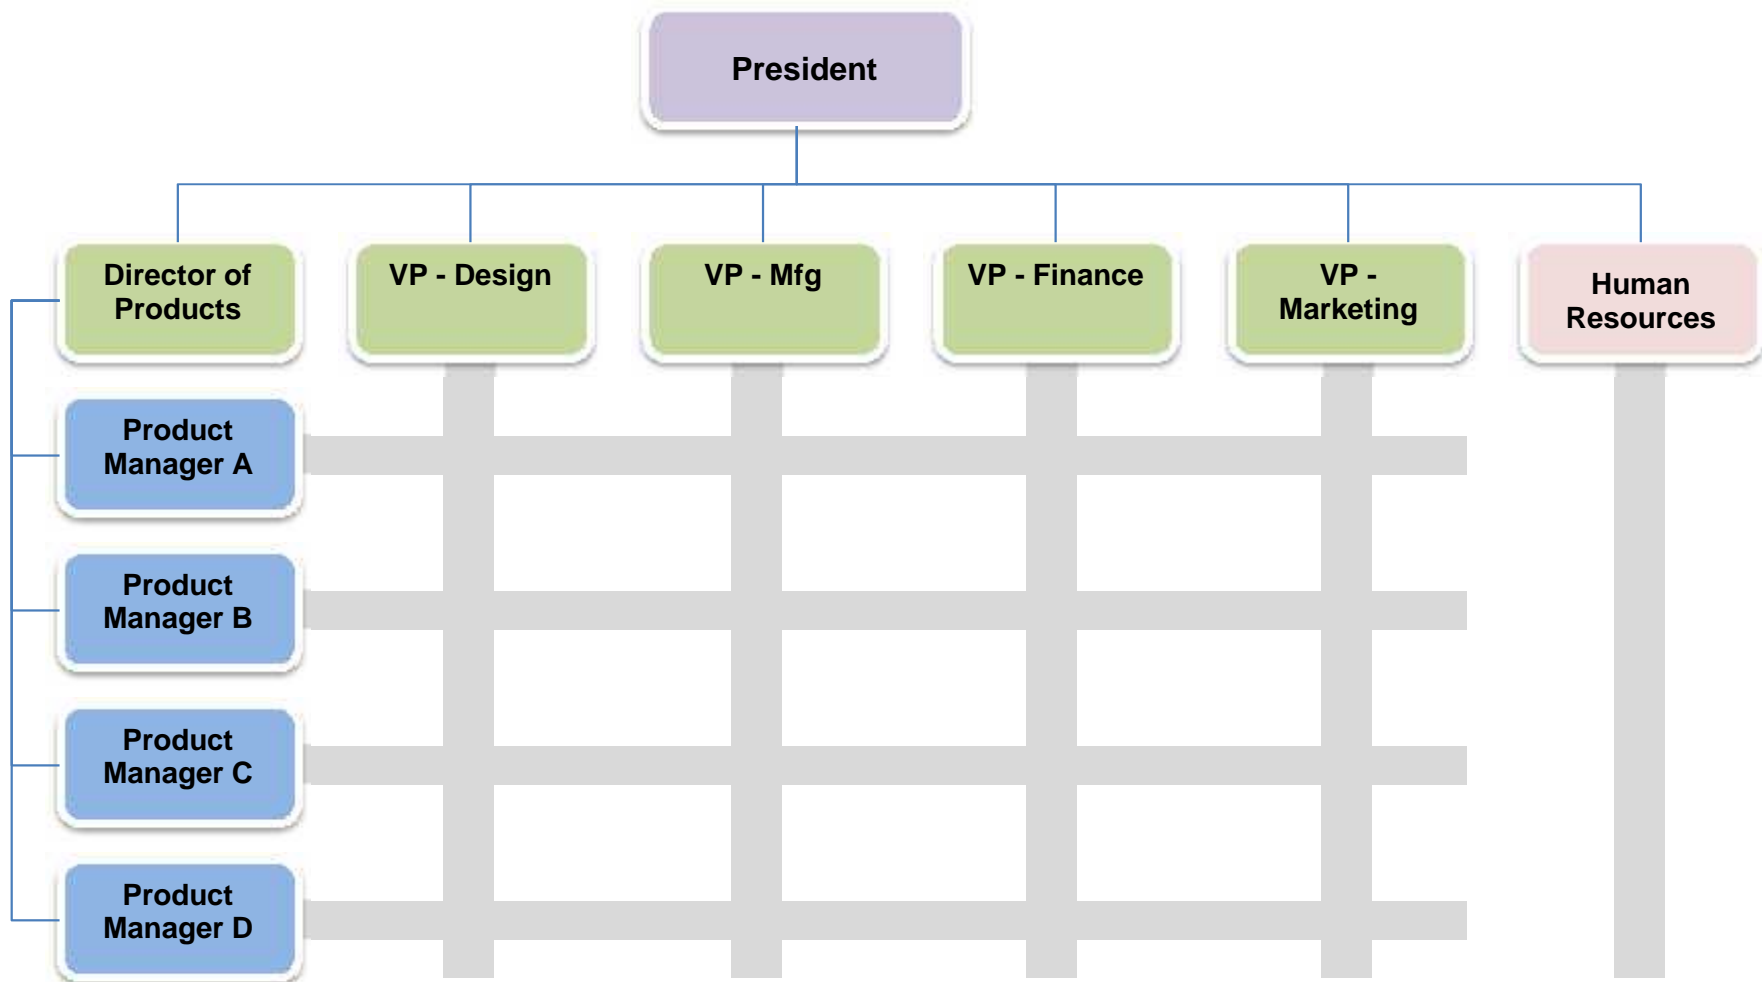 President
Director of
Products
VP - Design
VP - Mfg
VP - Finance
VP -
Marketing
Human
Resources
Product
Manager A
Product
Manager B
Product
Manager C
Product
Manager D